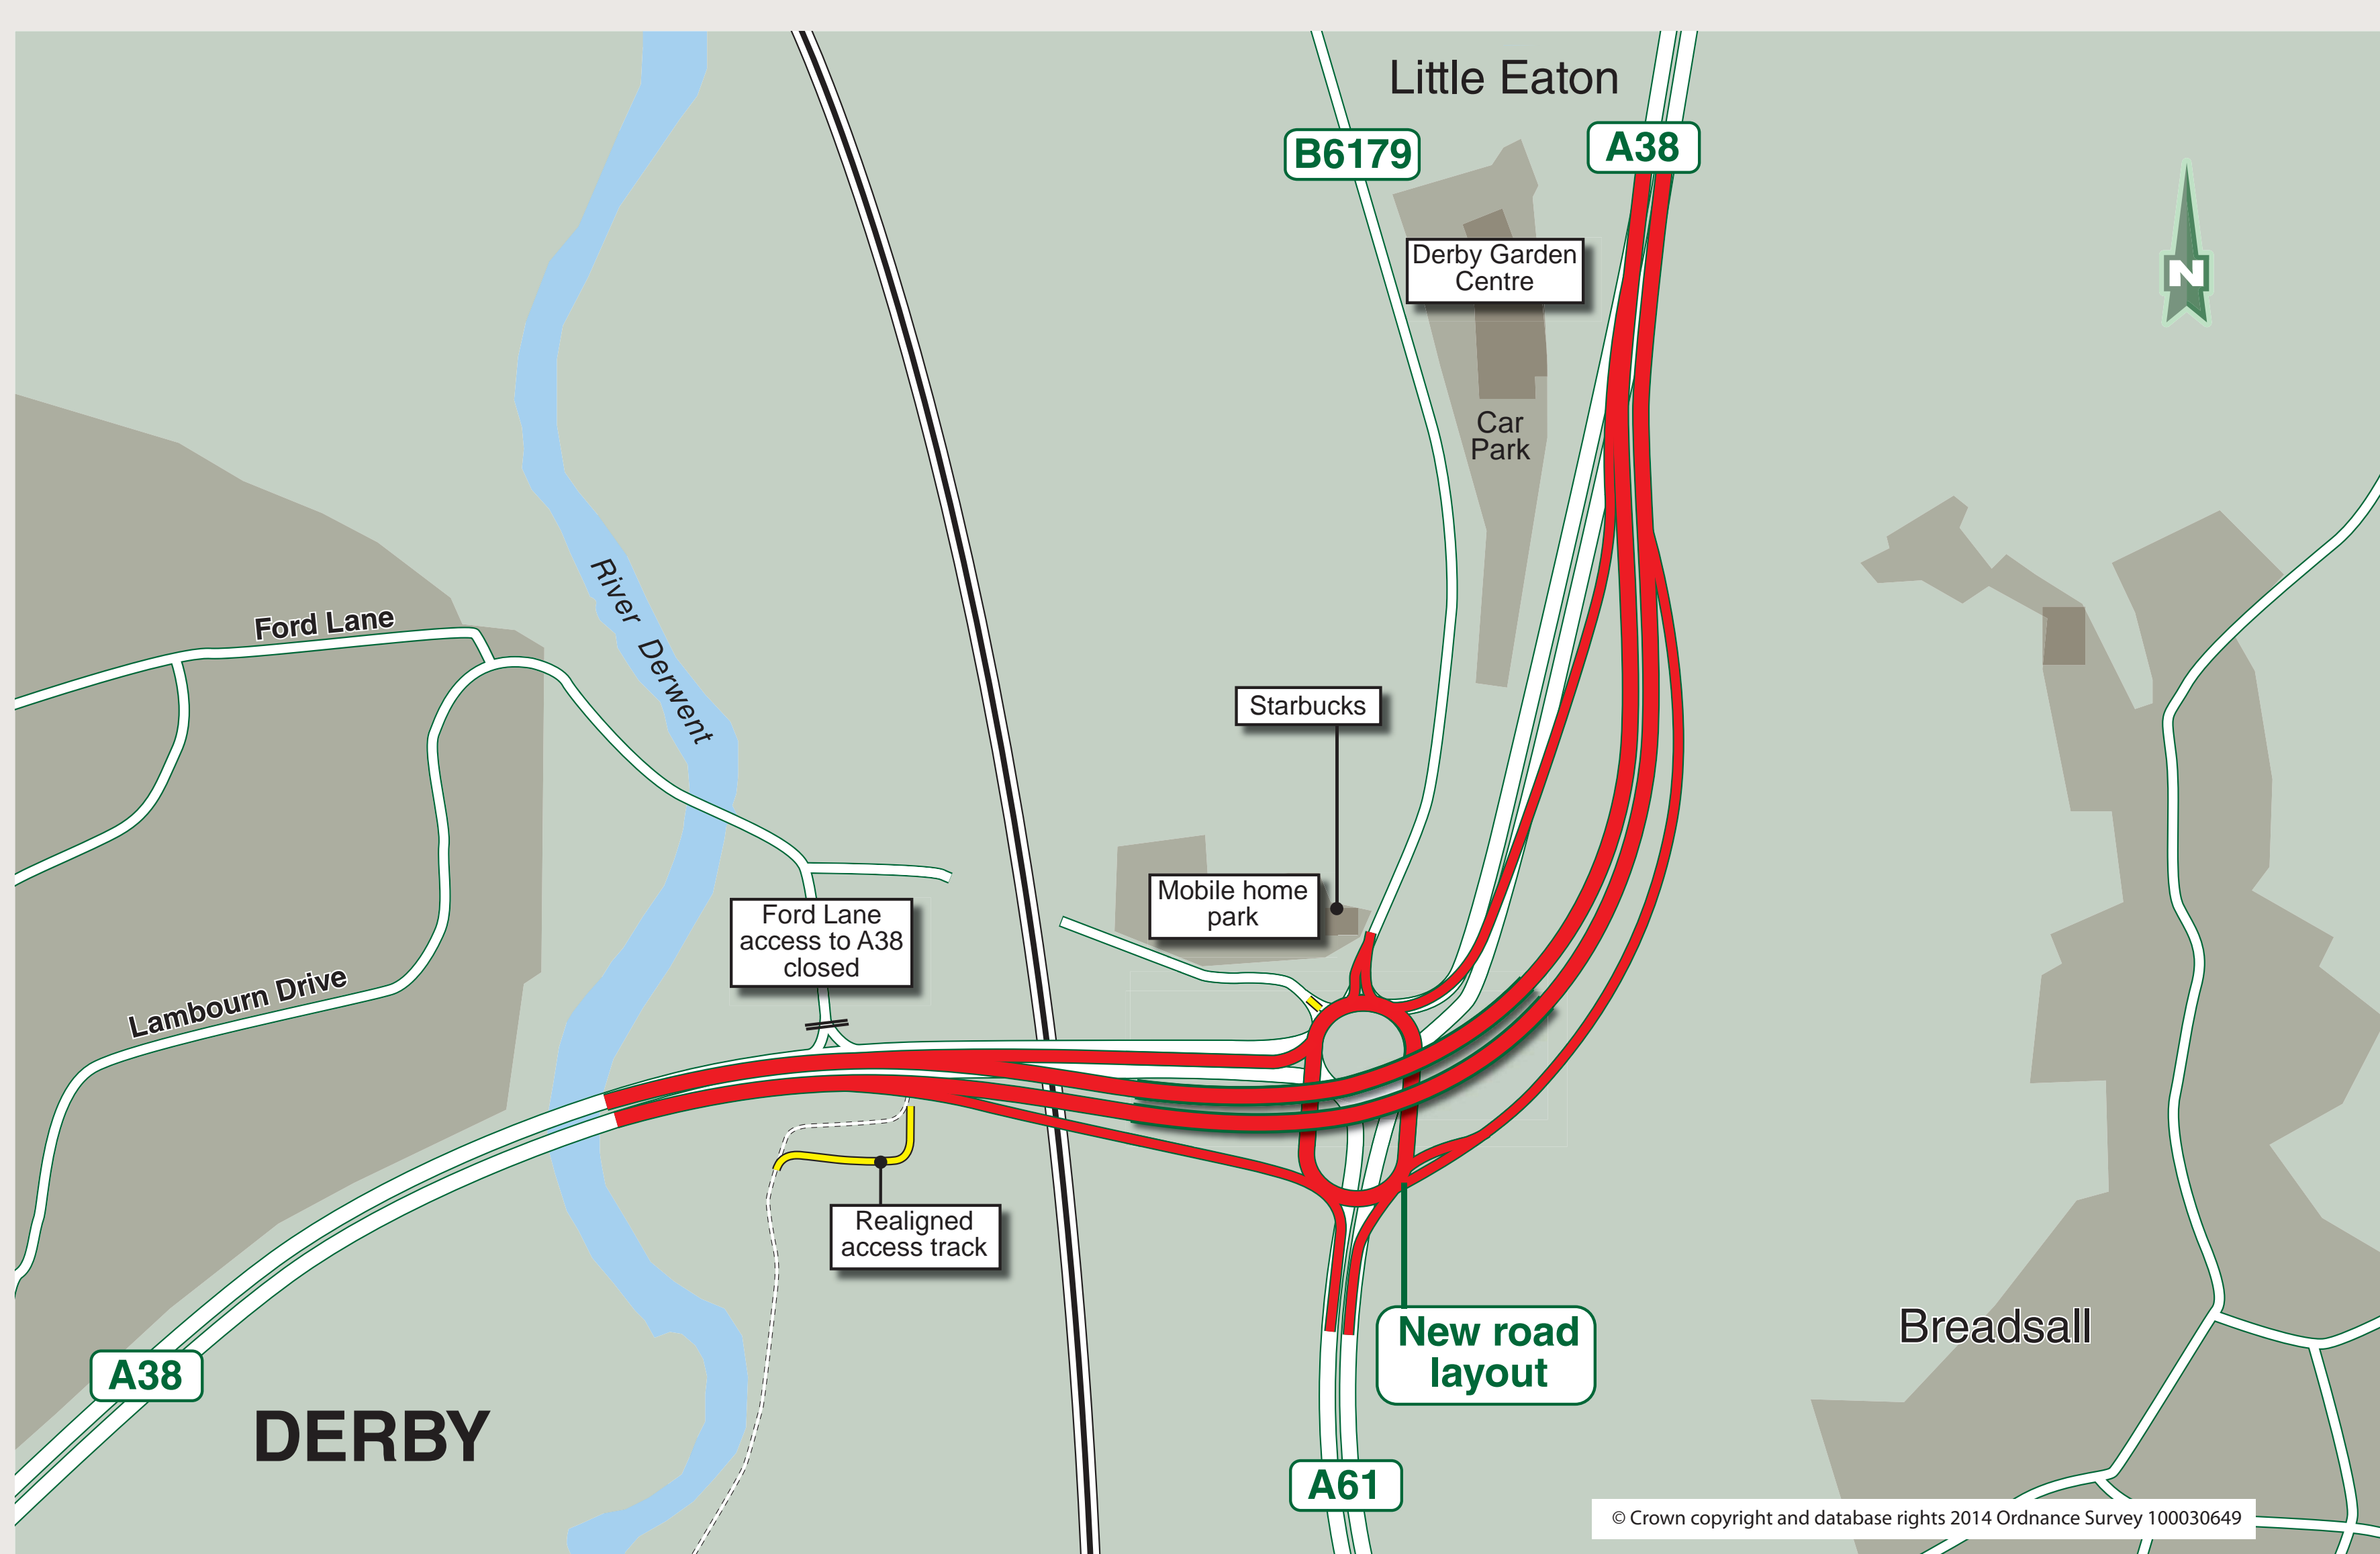 Little Eaton
B6179
A38
N
Derby Garden
Centre
Car
Park
River Derwent
Ford Lane
Starbucks
Mobile home
park
Ford Lane
access to A38
closed
Lambourn Drive
Realigned
access track
New road
layout
Breadsall
A38
DERBY
A61
© Crown copyright and database rights 2014 Ordnance Survey 100030649